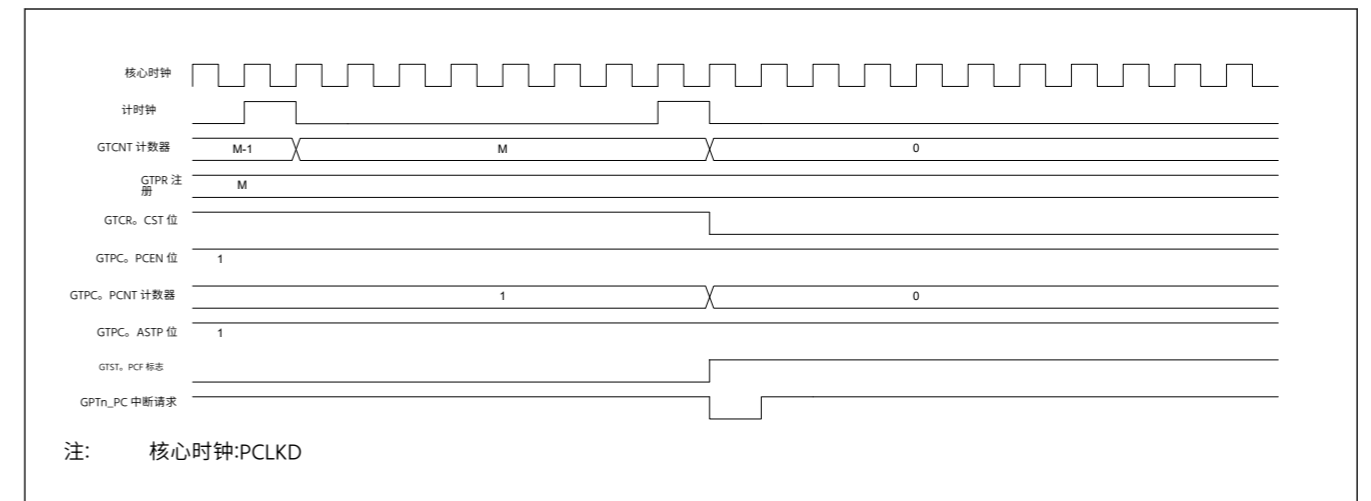 核心时钟
计时钟
GTCNT 计数器 M-1 M 0
GTPR 注
册 M
GTCR。CST 位
GTPC。PCEN 位 1
GTPC。PCNT 计数器 1 0
GTPC。ASTP 位 1
GTST。PCF 标志
GPTn_PC 中断请求
注: 核心时钟:PCLKD